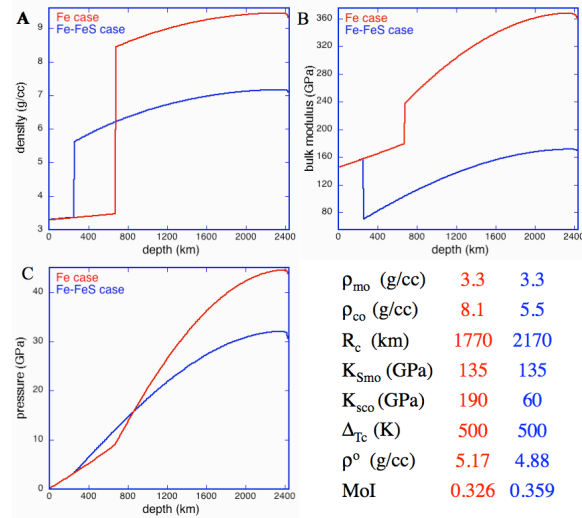 A
Fe case
Fe-FeS case
9
8
7
6
5
4
3
density (g/cc)
0 400 800 1200 1600 2000 2400
depth (km)
B
Fe case
Fe-FeS case
360
320
280
240
200
160
120
80
bulk modulus (GPa)
0 400 800 1200 1600 2000 2400
depth (km)
C
Fe case
Fe-FeS case
40
30
20
10
0
pressure (GPa)
0 400 800 1200 1600 2000 2400
depth (km)
ρmo (g/cc) 3.3 3.3
ρco (g/cc) 8.1 5.5
Rc (km) 1770 2170
KSmo (GPa) 135 135
Ksco (GPa) 190 60
ΔTc (K) 500 500
ρo (g/cc) 5.17 4.88
MoI 0.326 0.359